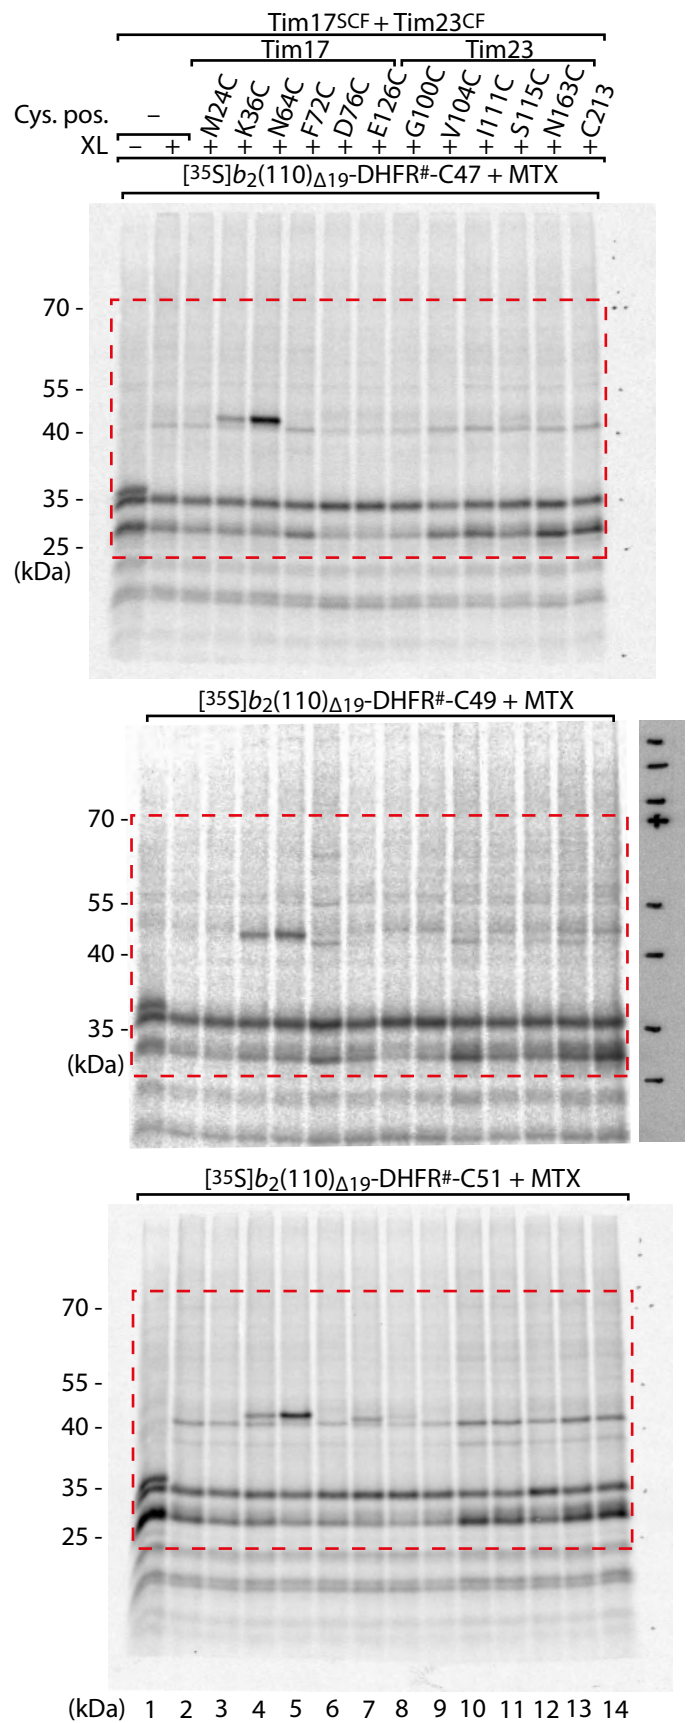 Tim17SCF + Tim23CF
Tim17 Tim23
Cys. pos. – M24C K36C N64C F72C D76C E126C G100C V104C I111C S115C N163C C213
XL – + + + + + + + + + + + + +
[35S]b2(110)Δ19-DHFR#-C47 + MTX
70 -
55 -
40 -
35 -
25 -
(kDa)
[35S]b2(110)Δ19-DHFR#-C49 + MTX
70 -
55 -
40 -
35 -
(kDa)
[35S]b2(110)Δ19-DHFR#-C51 + MTX
70 -
55 -
40 -
35 -
25 -
(kDa) 1 2 3 4 5 6 7 8 9 10 11 12 13 14